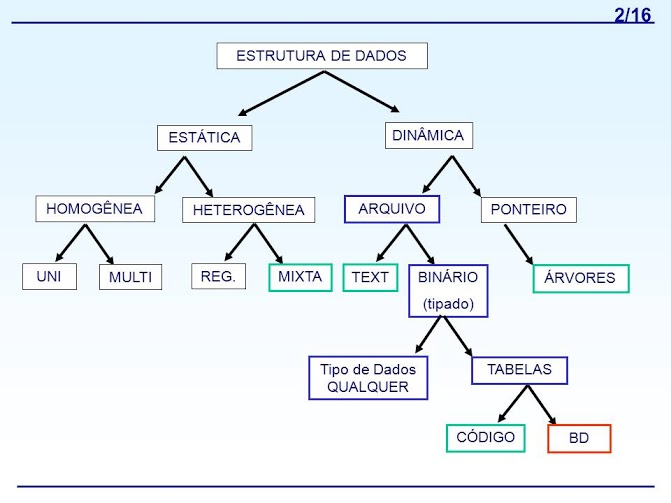 2/16
ESTRUTURA DE DADOS
ESTÁTICA
DINÂMICA
HOMOGÊNEA
HETEROGÊNEA
ARQUIVO
PONTEIRO
UNI
MULTI
REG.
MIXTA
TEXT
BINÁRIO
(tipado)
ÁRVORES
Tipo de Dados
QUALQUER
TABELAS
CÓDIGO
BD